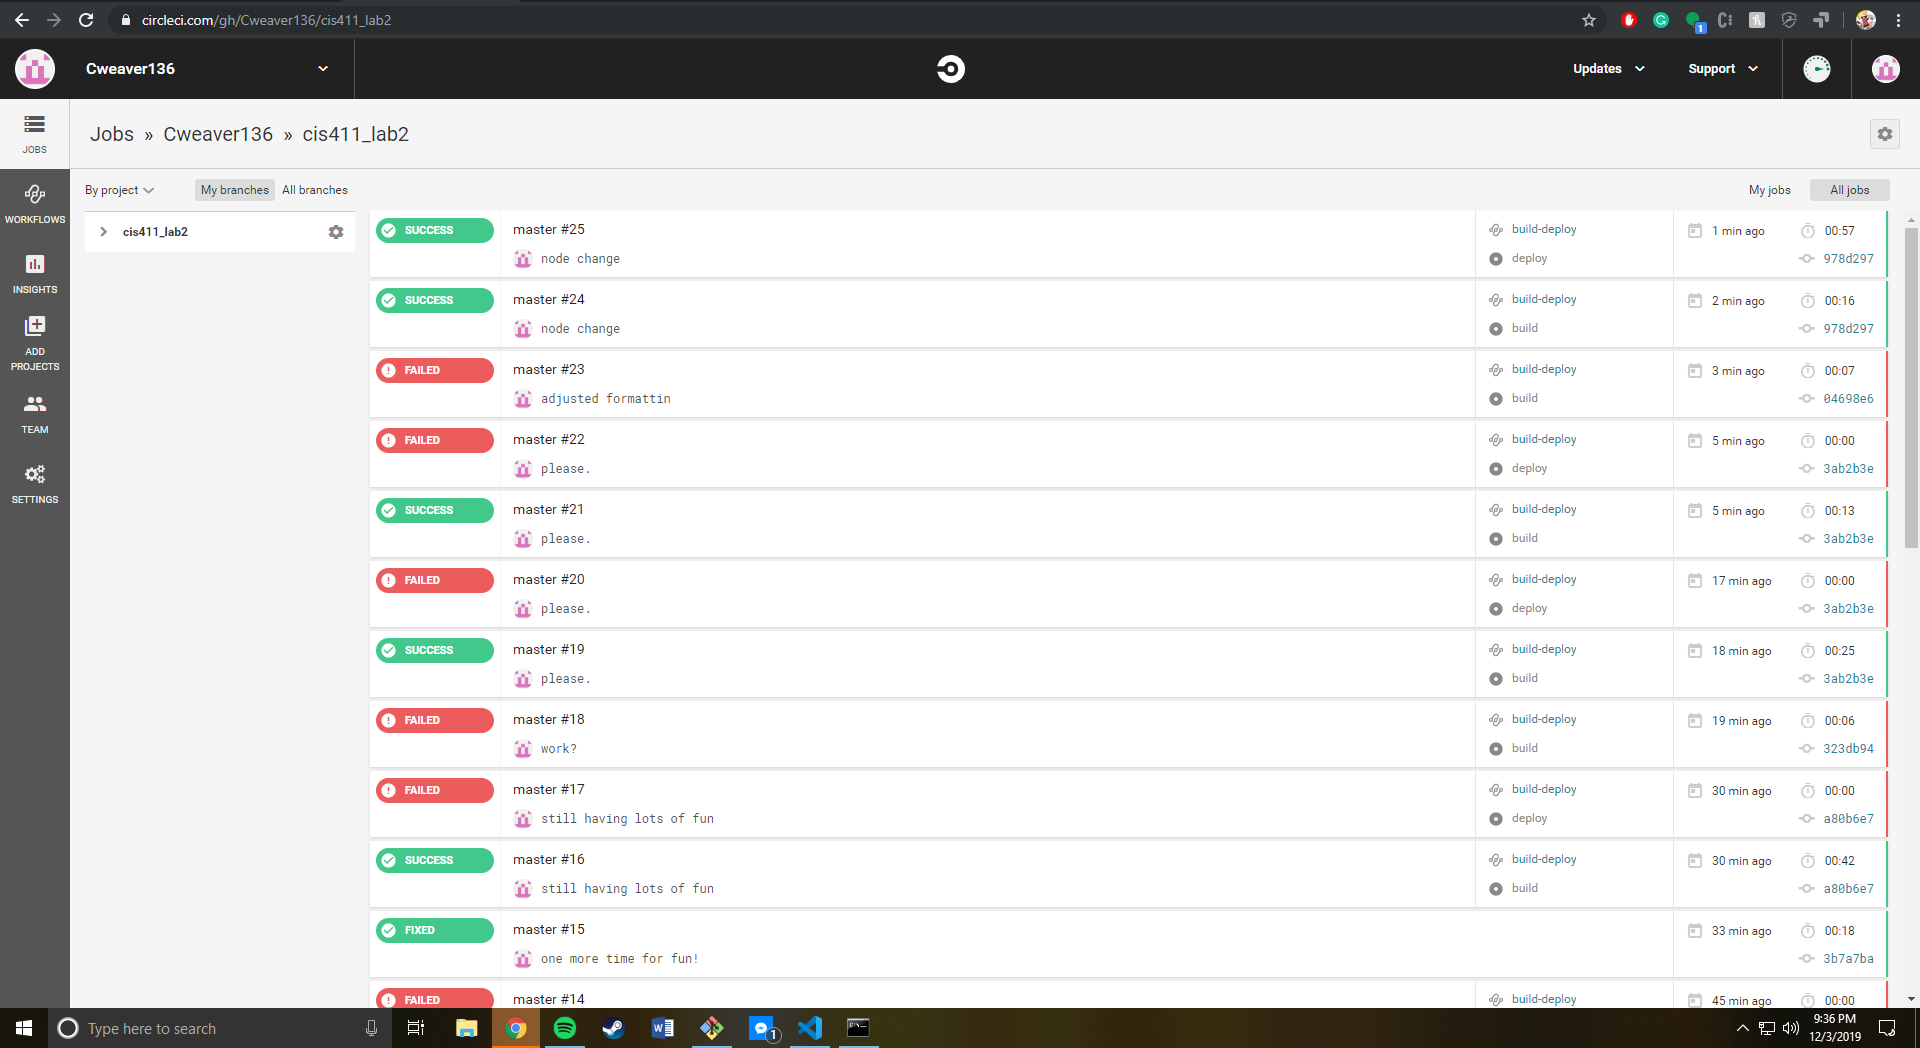 circleci.com/gh/Cweaver136/cis411_lab2
1
Cweaver136
Updates
Support
JOBS
Jobs » Cweaver136 » cis411_lab2
WORKFLOWS
INSIGHTS
ADD
PROJECTS
TEAM
SETTINGS
By project
My branches
All branches
My jobs
All jobs
cis411_lab2
SUCCESS
master #25
build-deploy
1 min ago
00:57
node change
deploy
978d297
SUCCESS
master #24
build-deploy
2 min ago
00:16
node change
build
978d297
FAILED
master #23
build-deploy
3 min ago
00:07
adjusted formattin
build
04698e6
FAILED
master #22
build-deploy
5 min ago
00:00
please.
deploy
3ab2b3e
SUCCESS
master #21
build-deploy
5 min ago
00:13
please.
build
3ab2b3e
FAILED
master #20
build-deploy
17 min ago
00:00
please.
deploy
3ab2b3e
SUCCESS
master #19
build-deploy
18 min ago
00:25
please.
build
3ab2b3e
FAILED
master #18
build-deploy
19 min ago
00:06
work?
build
323db94
FAILED
master #17
build-deploy
30 min ago
00:00
still having lots of fun
deploy
a80b6e7
SUCCESS
master #16
build-deploy
30 min ago
00:42
still having lots of fun
build
a80b6e7
FIXED
master #15
33 min ago
00:18
one more time for fun!
3b7a7ba
FAILED
master #14
build-deploy
45 min ago
00:00
Type here to search
1
9:36 PM
12/3/2019